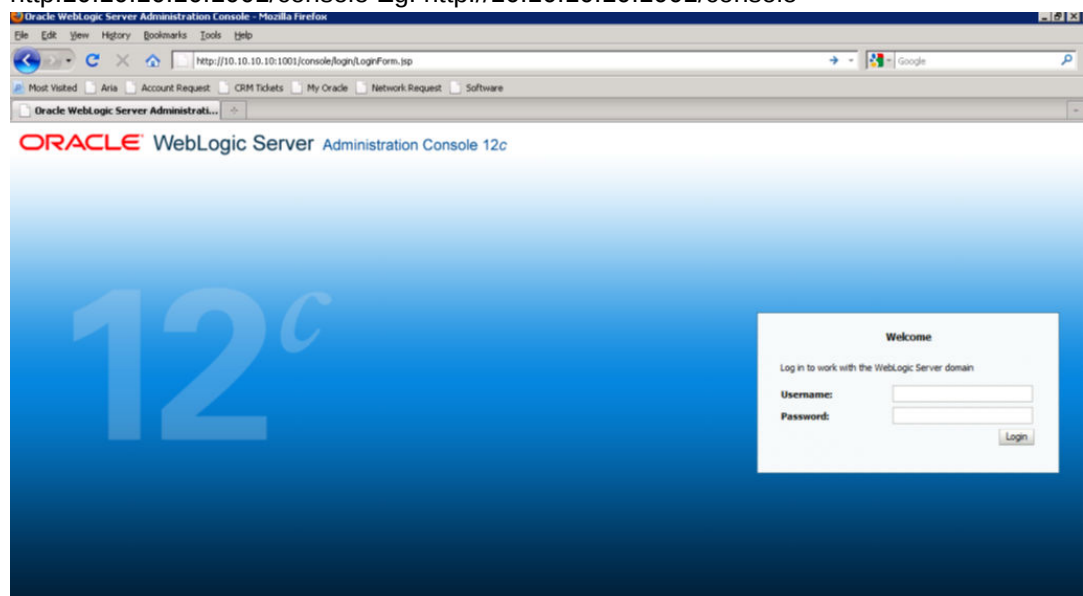 Oracle WebLogic Server Administration Console - Mozilla Firefox
File Edit View History Bookmarks Tools Help
http://10.10.10.10:1001/console/login/LoginForm.jsp
Google
Most Visited Aria Account Request CRM Tickets My Oracle Network Request Software
Oracle WebLogic Server Administrati...
ORACLE WebLogic Server Administration Console 12c
12c
Welcome
Log in to work with the WebLogic Server domain
Username:
Password:
Login